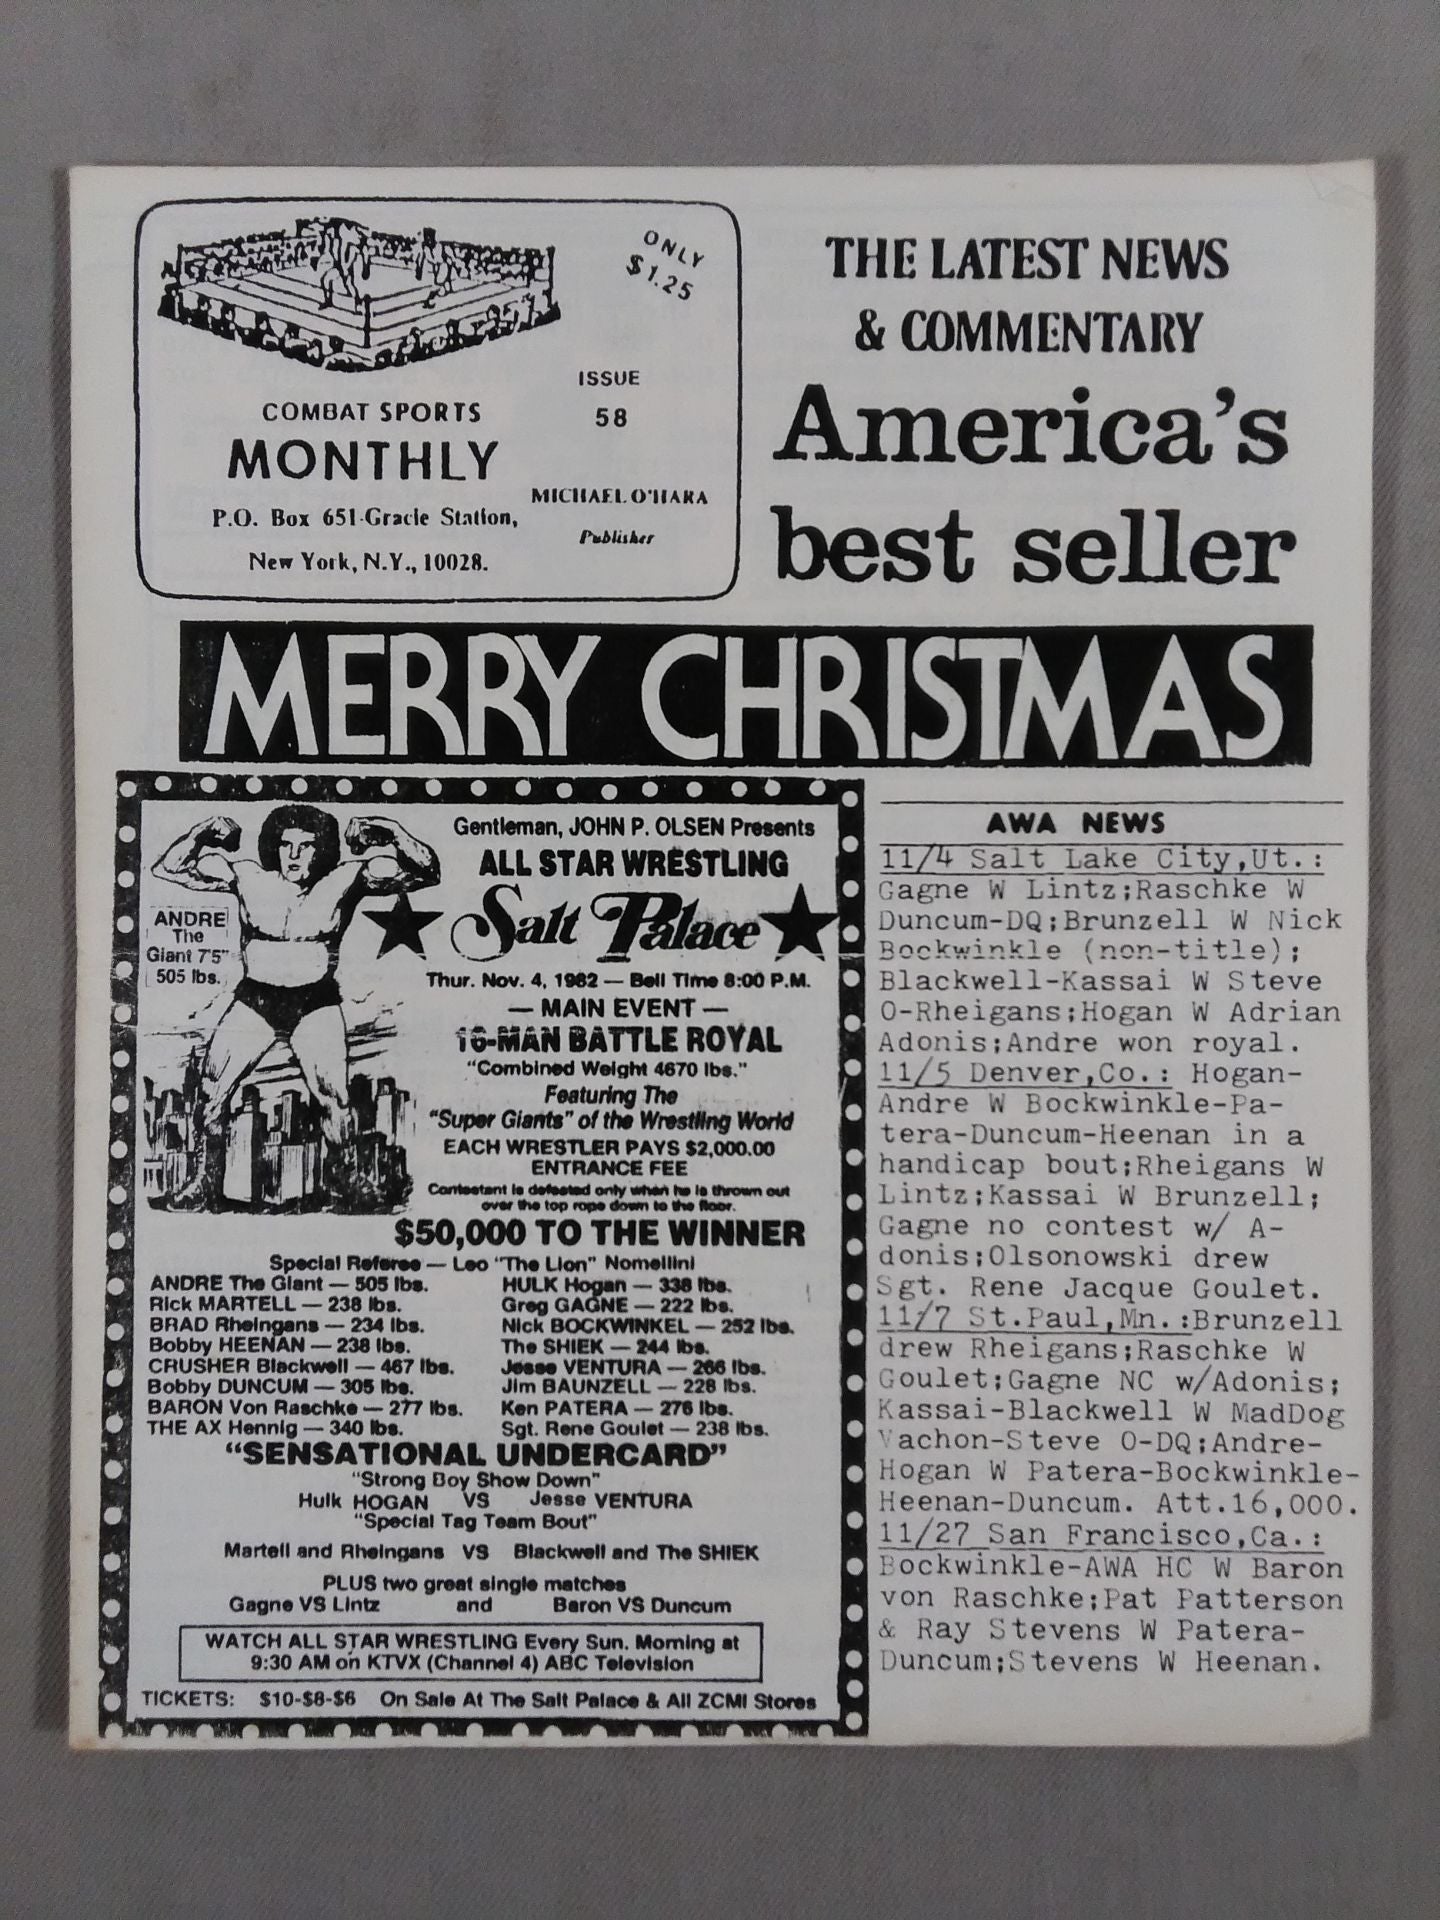 ONLY
$1.25
ISSUE
58
COMBAT SPORTS
MONTHLY
MICHAEL O'HARA
Publisher
P.O. Box 651-Gracie Station,
New York, N.Y., 10028.
THE LATEST NEWS
& COMMENTARY
America's
best seller
MERRY CHRISTMAS
Gentleman, JOHN P. OLSEN Presents
ALL STAR WRESTLING
Salt Palace
ANDRE
The
Giant 7'5"
505 lbs.
Thur. Nov. 4, 1982 — Bell Time 8:00 P.M.
— MAIN EVENT —
16-MAN BATTLE ROYAL
"Combined Weight 4670 lbs."
Featuring The
"Super Giants" of the Wrestling World
EACH WRESTLER PAYS $2,000.00
ENTRANCE FEE
Contestant is defeated only when he is thrown out
over the top rope down to the floor.
$50,000 TO THE WINNER
Special Referee — Leo "The Lion" Nomellini
ANDRE The Giant — 505 lbs.
Rick MARTELL — 238 lbs.
BRAD Rheingans — 234 lbs.
Bobby HEENAN — 238 lbs.
CRUSHER Blackwell — 467 lbs.
Bobby DUNCUM — 305 lbs.
BARON Von Raschke — 277 lbs.
THE AX Hennig — 340 lbs.
HULK Hogan — 338 lbs.
Greg GAGNE — 222 lbs.
Nick BOCKWINKEL — 252 lbs.
The SHIEK — 244 lbs.
Jesse VENTURA — 266 lbs.
Jim BAUNZELL — 228 lbs.
Ken PATERA — 276 lbs.
Sgt. Rene Goulet — 238 lbs.
"SENSATIONAL UNDERCARD"
"Strong Boy Show Down"
Hulk HOGAN VS Jesse VENTURA
"Special Tag Team Bout"
Martell and Rheingans VS Blackwell and The SHIEK
PLUS two great single matches
Gagne VS Lintz and Baron VS Duncum
WATCH ALL STAR WRESTLING Every Sun. Morning at
9:30 AM on KTVX (Channel 4) ABC Television
TICKETS: $10-$8-$6 On Sale At The Salt Palace & All ZCMI Stores
AWA NEWS
11/4 Salt Lake City,Ut.:
Gagne W Lintz;Raschke W
Duncum-DQ;Brunzell W Nick
Bockwinkle (non-title);
Blackwell-Kassai W Steve
O-Rheigans;Hogan W Adrian
Adonis;Andre won royal.
11/5 Denver,Co.: Hogan-
Andre W Bockwinkle-Pa-
tera-Duncum-Heenan in a
handicap bout;Rheigans W
Lintz;Kassai W Brunzell;
Gagne no contest w/ A-
donis;Olsonowski drew
Sgt. Rene Jacque Goulet.
11/7 St.Paul,Mn.:Brunzell
drew Rheigans;Raschke W
Goulet;Gagne NC w/Adonis;
Kassai-Blackwell W MadDog
Vachon-Steve O-DQ;Andre-
Hogan W Patera-Bockwinkle-
Heenan-Duncum. Att.16,000.
11/27 San Francisco,Ca.:
Bockwinkle-AWA HC W Baron
von Raschke;Pat Patterson
& Ray Stevens W Patera-
Duncum;Stevens W Heenan.